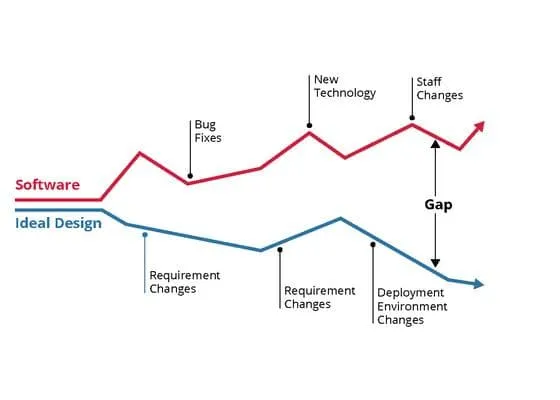 New
Technology
Staff
Changes
Bug
Fixes
Software
Ideal Design
Gap
Requirement
Changes
Requirement
Changes
Deployment
Environment
Changes